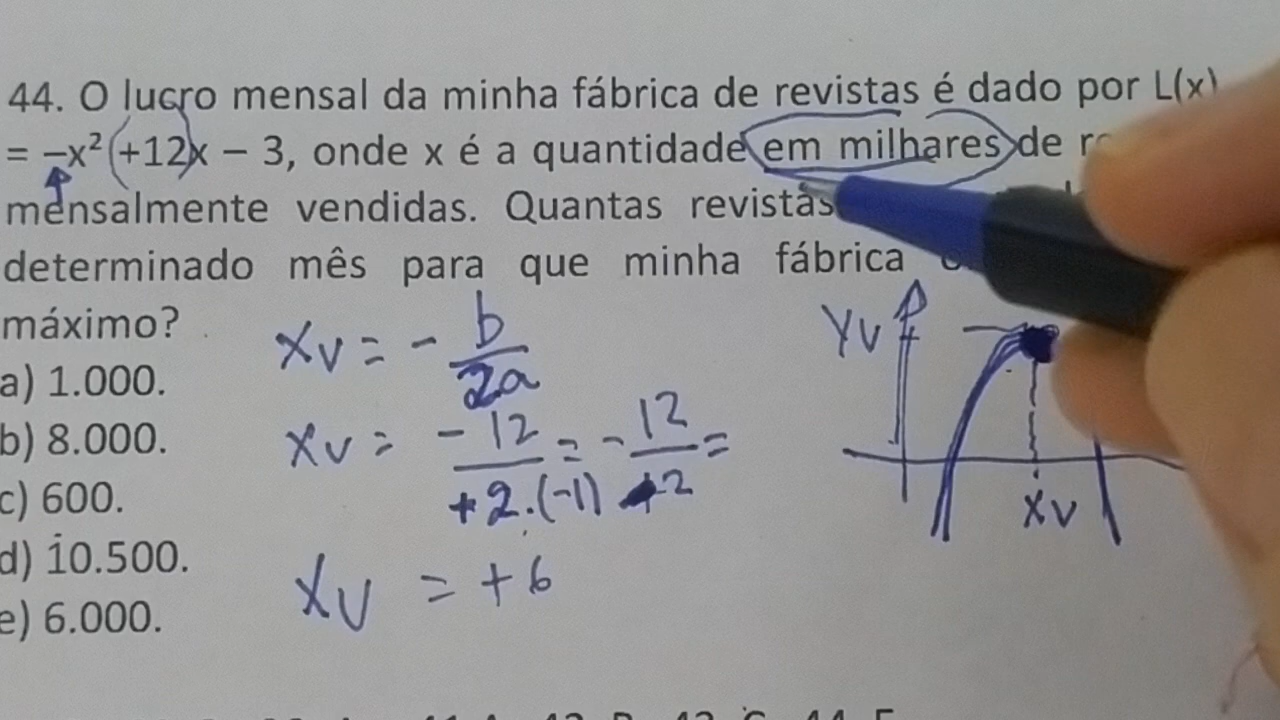 44. O lucro mensal da minha fábrica de revistas é dado por L(x)
= −x² (+12)x − 3, onde x é a quantidade em milhares de
mensalmente vendidas. Quantas revistas
determinado mês para que minha fábrica
máximo?
a) 1.000.
b) 8.000.
c) 600.
d) 10.500.
e) 6.000.
Xv = - b/2a
Xv = -12/+2.(-1) = -12/-2 =
Xv = +6
Yv
Xv